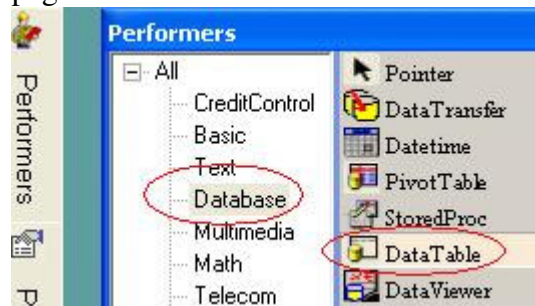 Performers
Performers
All
CreditControl
Basic
Text
Database
Multimedia
Math
Telecom
Pointer
DataTransfer
Datetime
PivotTable
StoredProc
DataTable
DataViewer